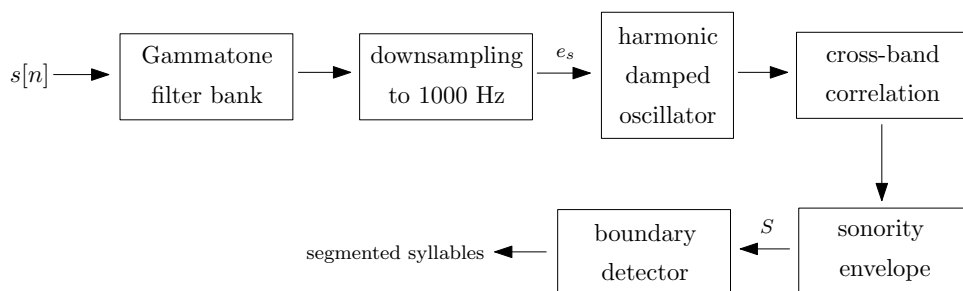 s[n]
Gammatone
filter bank
downsampling
to 1000 Hz
e_s
harmonic
damped
oscillator
cross-band
correlation
sonority
envelope
S
boundary
detector
segmented syllables